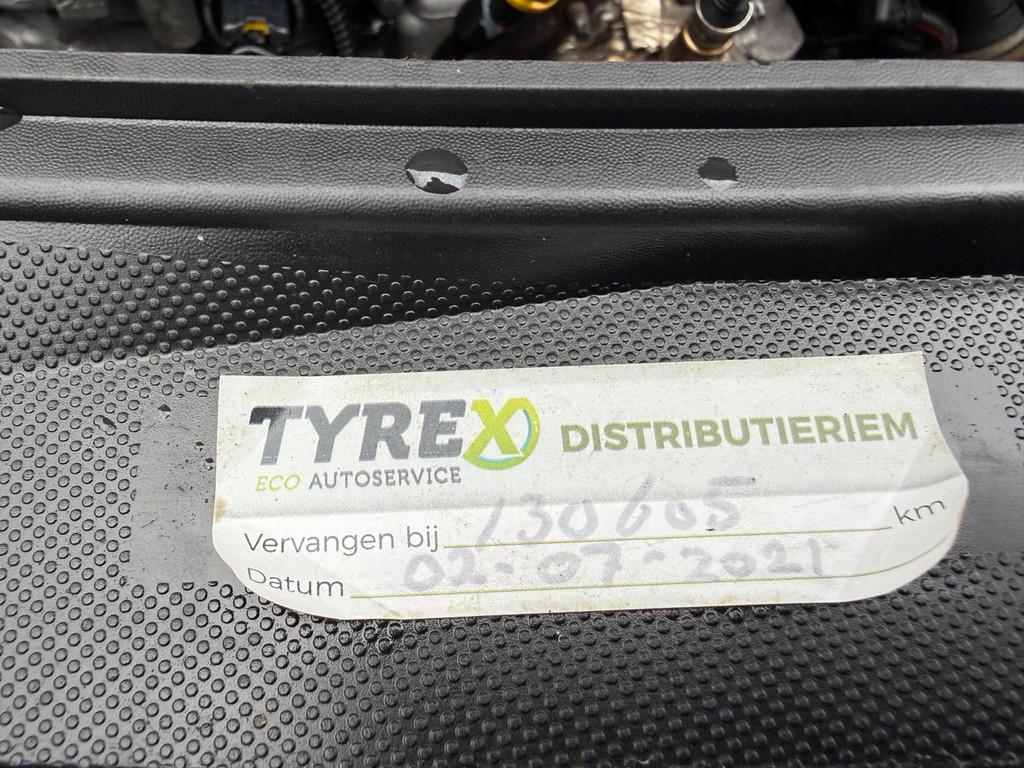 TYREX DISTRIBUTIERIEM
ECO AUTOSERVICE
Vervangen bij 130605 km
Datum 02-07-2021